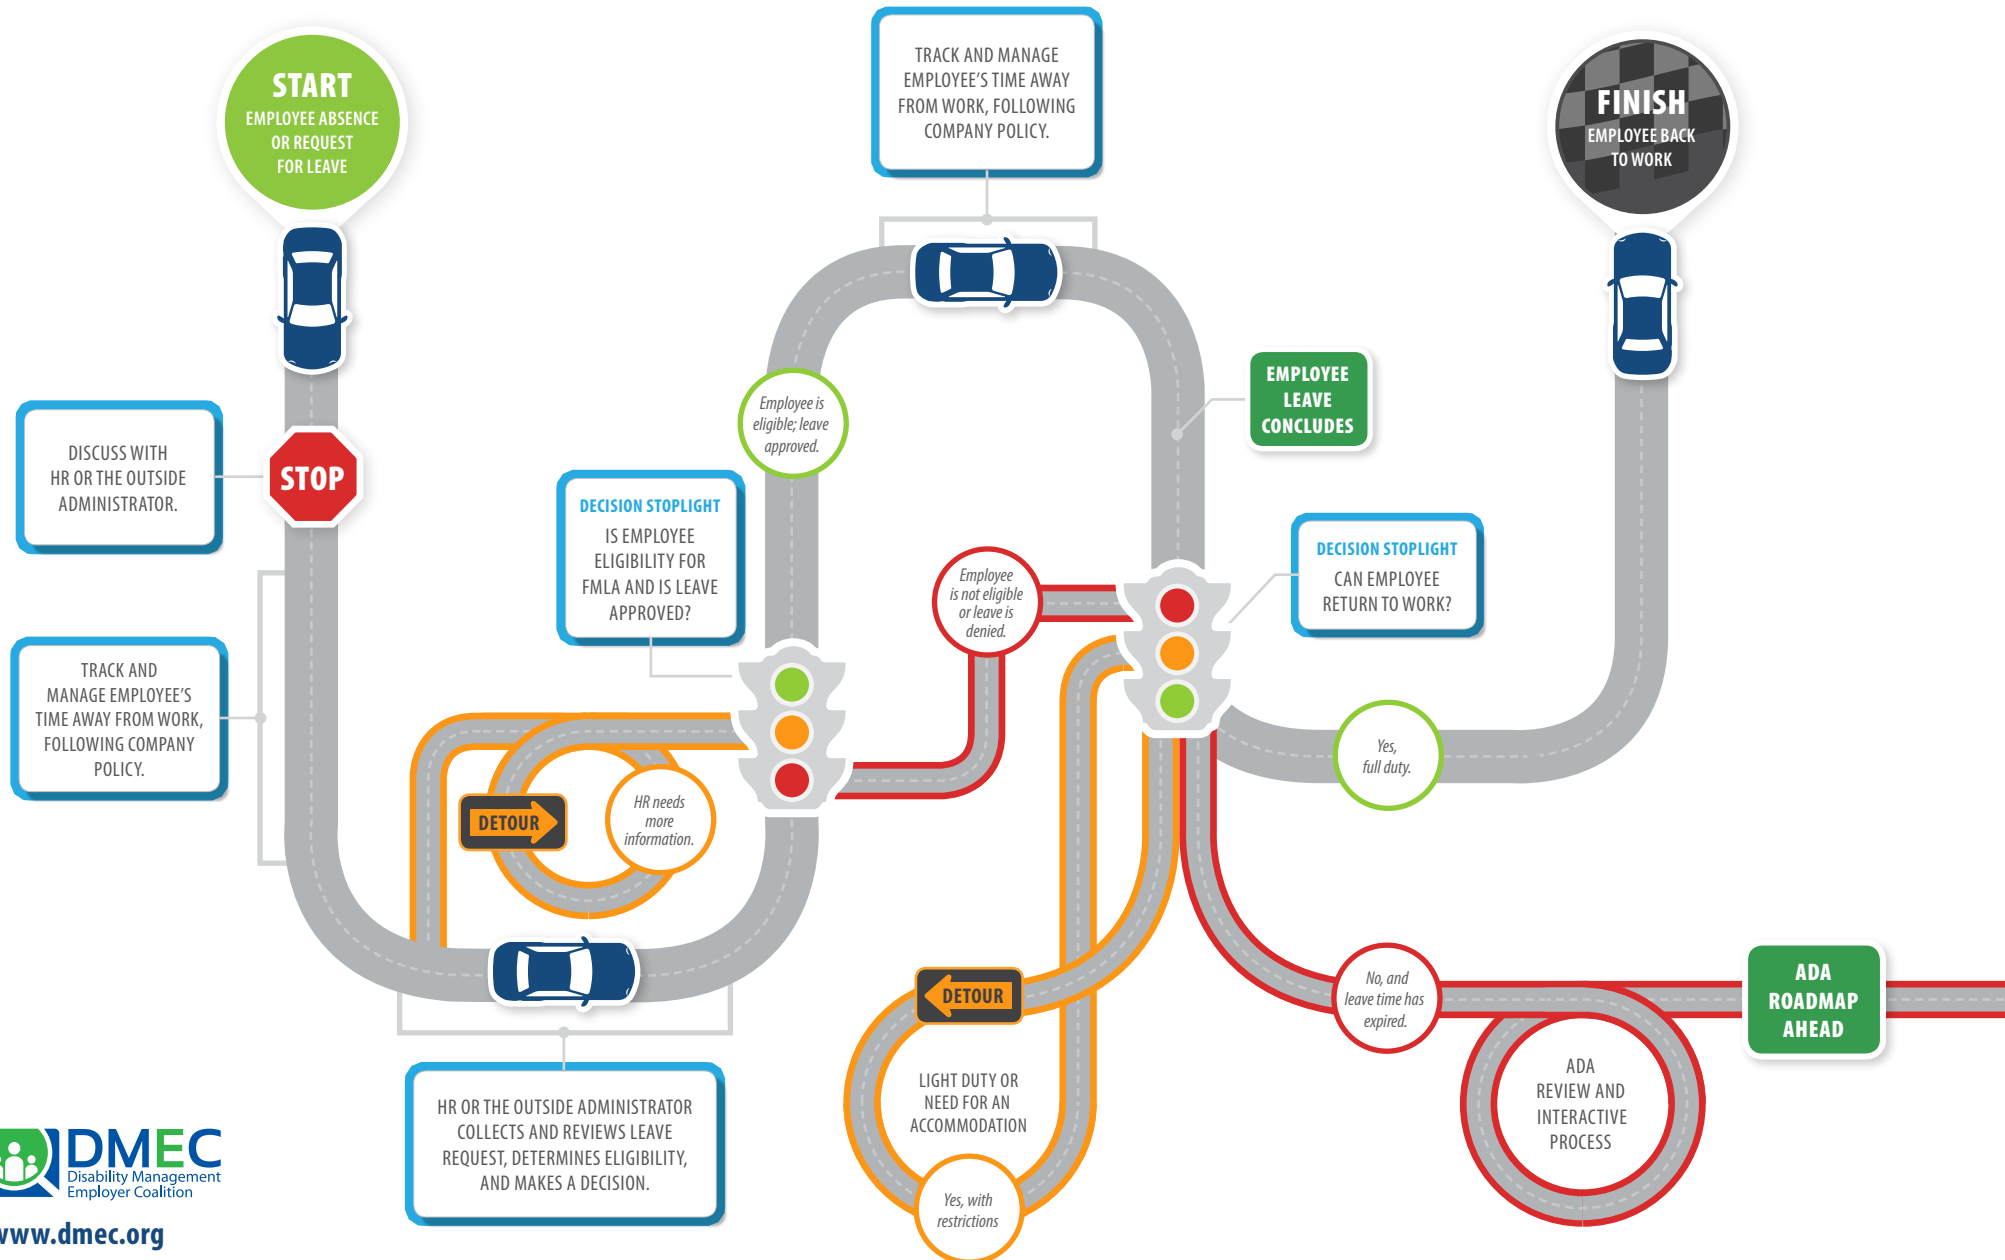 START
EMPLOYEE ABSENCE
OR REQUEST
FOR LEAVE
STOP
DISCUSS WITH
HR OR THE OUTSIDE
ADMINISTRATOR.
TRACK AND
MANAGE EMPLOYEE'S
TIME AWAY FROM WORK,
FOLLOWING COMPANY
POLICY.
HR OR THE OUTSIDE ADMINISTRATOR
COLLECTS AND REVIEWS LEAVE
REQUEST, DETERMINES ELIGIBILITY,
AND MAKES A DECISION.
DETOUR
HR needs
more
information.
DECISION STOPLIGHT
IS EMPLOYEE
ELIGIBILITY FOR
FMLA AND IS LEAVE
APPROVED?
Employee is
eligible; leave
approved.
TRACK AND MANAGE
EMPLOYEE'S TIME AWAY
FROM WORK, FOLLOWING
COMPANY POLICY.
EMPLOYEE
LEAVE
CONCLUDES
Employee
is not eligible
or leave is
denied.
DECISION STOPLIGHT
CAN EMPLOYEE
RETURN TO WORK?
Yes,
full duty.
FINISH
EMPLOYEE BACK
TO WORK
DETOUR
LIGHT DUTY OR
NEED FOR AN
ACCOMMODATION
Yes, with
restrictions
No, and
leave time has
expired.
ADA
REVIEW AND
INTERACTIVE
PROCESS
ADA
ROADMAP
AHEAD
DMEC
Disability Management
Employer Coalition
www.dmec.org